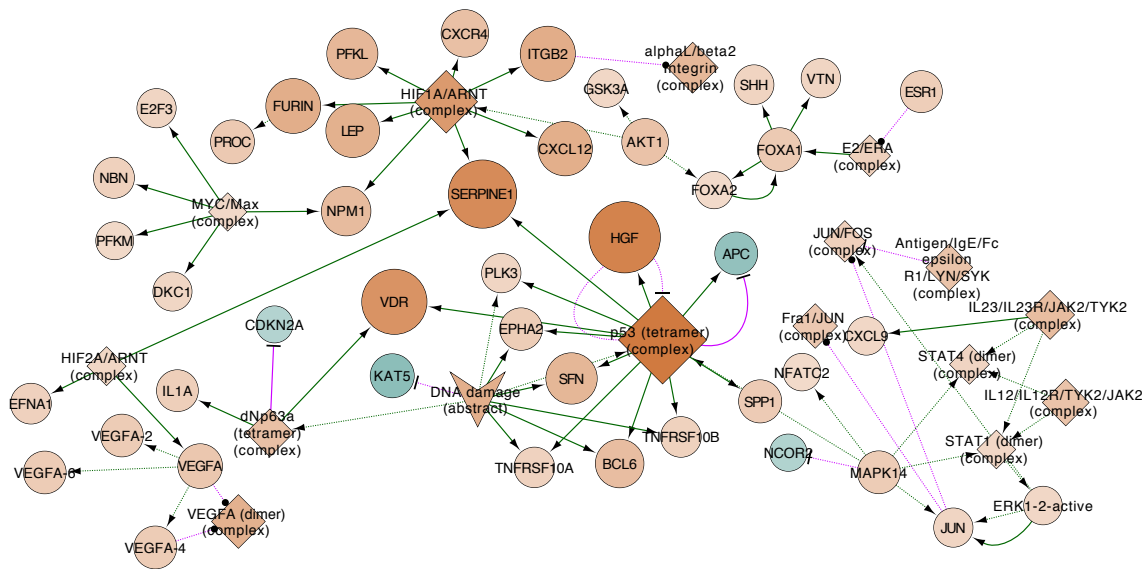 CXCR4
PFKL
ITGB2
alphaL/beta2
integrin
(complex)
GSK3A
SHH
VTN
ESR1
E2F3
FURIN
HIF1A/ARNT
(complex)
PROC
LEP
CXCL12
AKT1
FOXA1
E2/ERA
(complex)
NBN
MYC/Max
(complex)
NPM1
SERPINE1
FOXA2
PFKM
HGF
APC
JUN/FOS
(complex)
Antigen/IgE/Fc
epsilon
R1/LYN/SYK
(complex)
DKC1
PLK3
VDR
CDKN2A
EPHA2
p53 (tetramer)
(complex)
Fra1/JUN
(complex)
CXCL9
IL23/IL23R/JAK2/TYK2
(complex)
HIF2A/ARNT
(complex)
KAT5
DNA damage
(abstract)
SFN
NFATC2
STAT4 (dimer)
(complex)
EFNA1
IL1A
SPP1
IL12/IL12R/TYK2/JAK2
(complex)
dNp63a
(tetramer)
(complex)
VEGFA-2
TNFRSF10B
STAT1 (dimer)
(complex)
VEGFA-6
VEGFA
TNFRSF10A
BCL6
NCOR2
MAPK14
VEGFA (dimer)
(complex)
ERK1-2-active
VEGFA-4
JUN